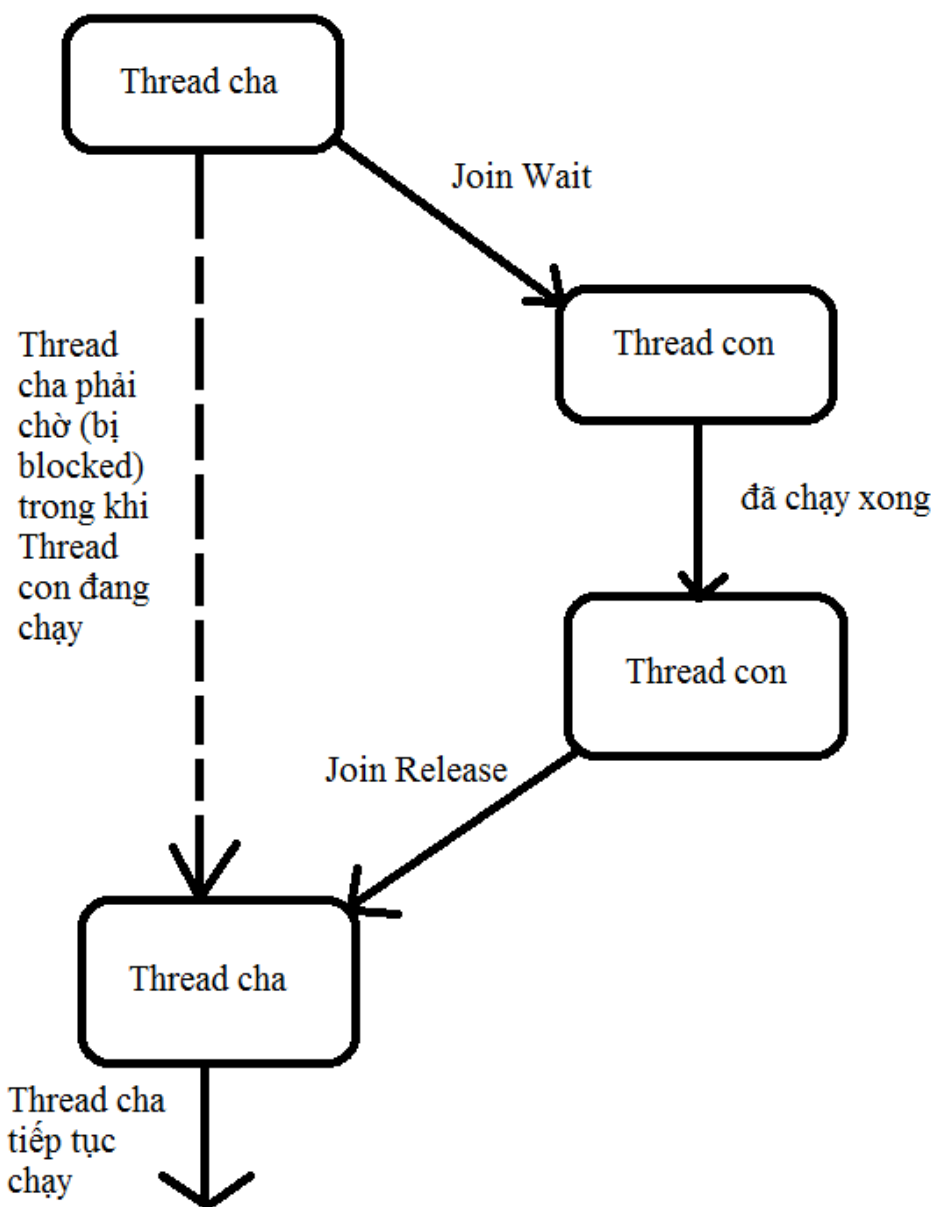 Thread cha
Join Wait
Thread con
Thread
cha phải
chờ (bị
blocked)
trong khi
Thread
con đang
chạy
đã chạy xong
Thread con
Join Release
Thread cha
Thread cha
tiếp tục
chạy